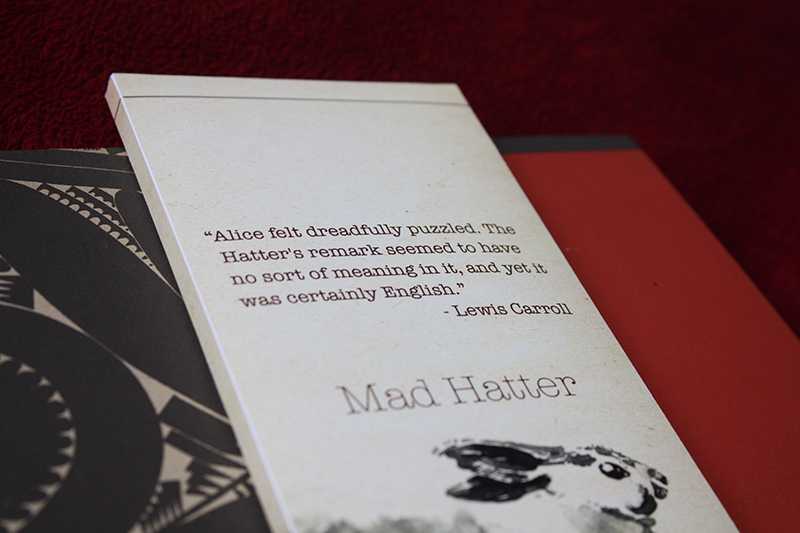 “Alice felt dreadfully puzzled. The
Hatter's remark seemed to have
no sort of meaning in it, and yet it
was certainly English.”
- Lewis Carroll
Mad Hatter